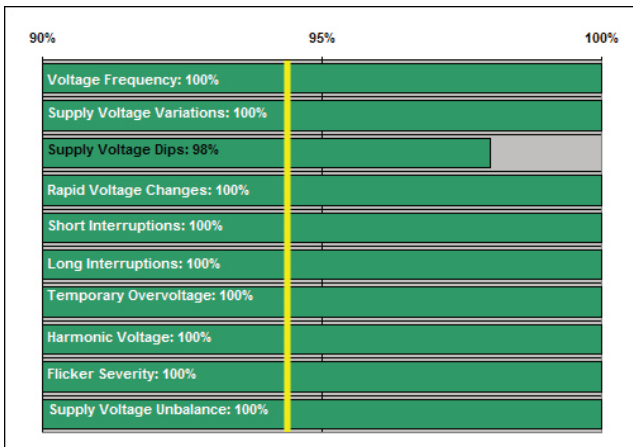 90% 95% 100%
Voltage Frequency: 100%
Supply Voltage Variations: 100%
Supply Voltage Dips: 98%
Rapid Voltage Changes: 100%
Short Interruptions: 100%
Long Interruptions: 100%
Temporary Overvoltage: 100%
Harmonic Voltage: 100%
Flicker Severity: 100%
Supply Voltage Unbalance: 100%